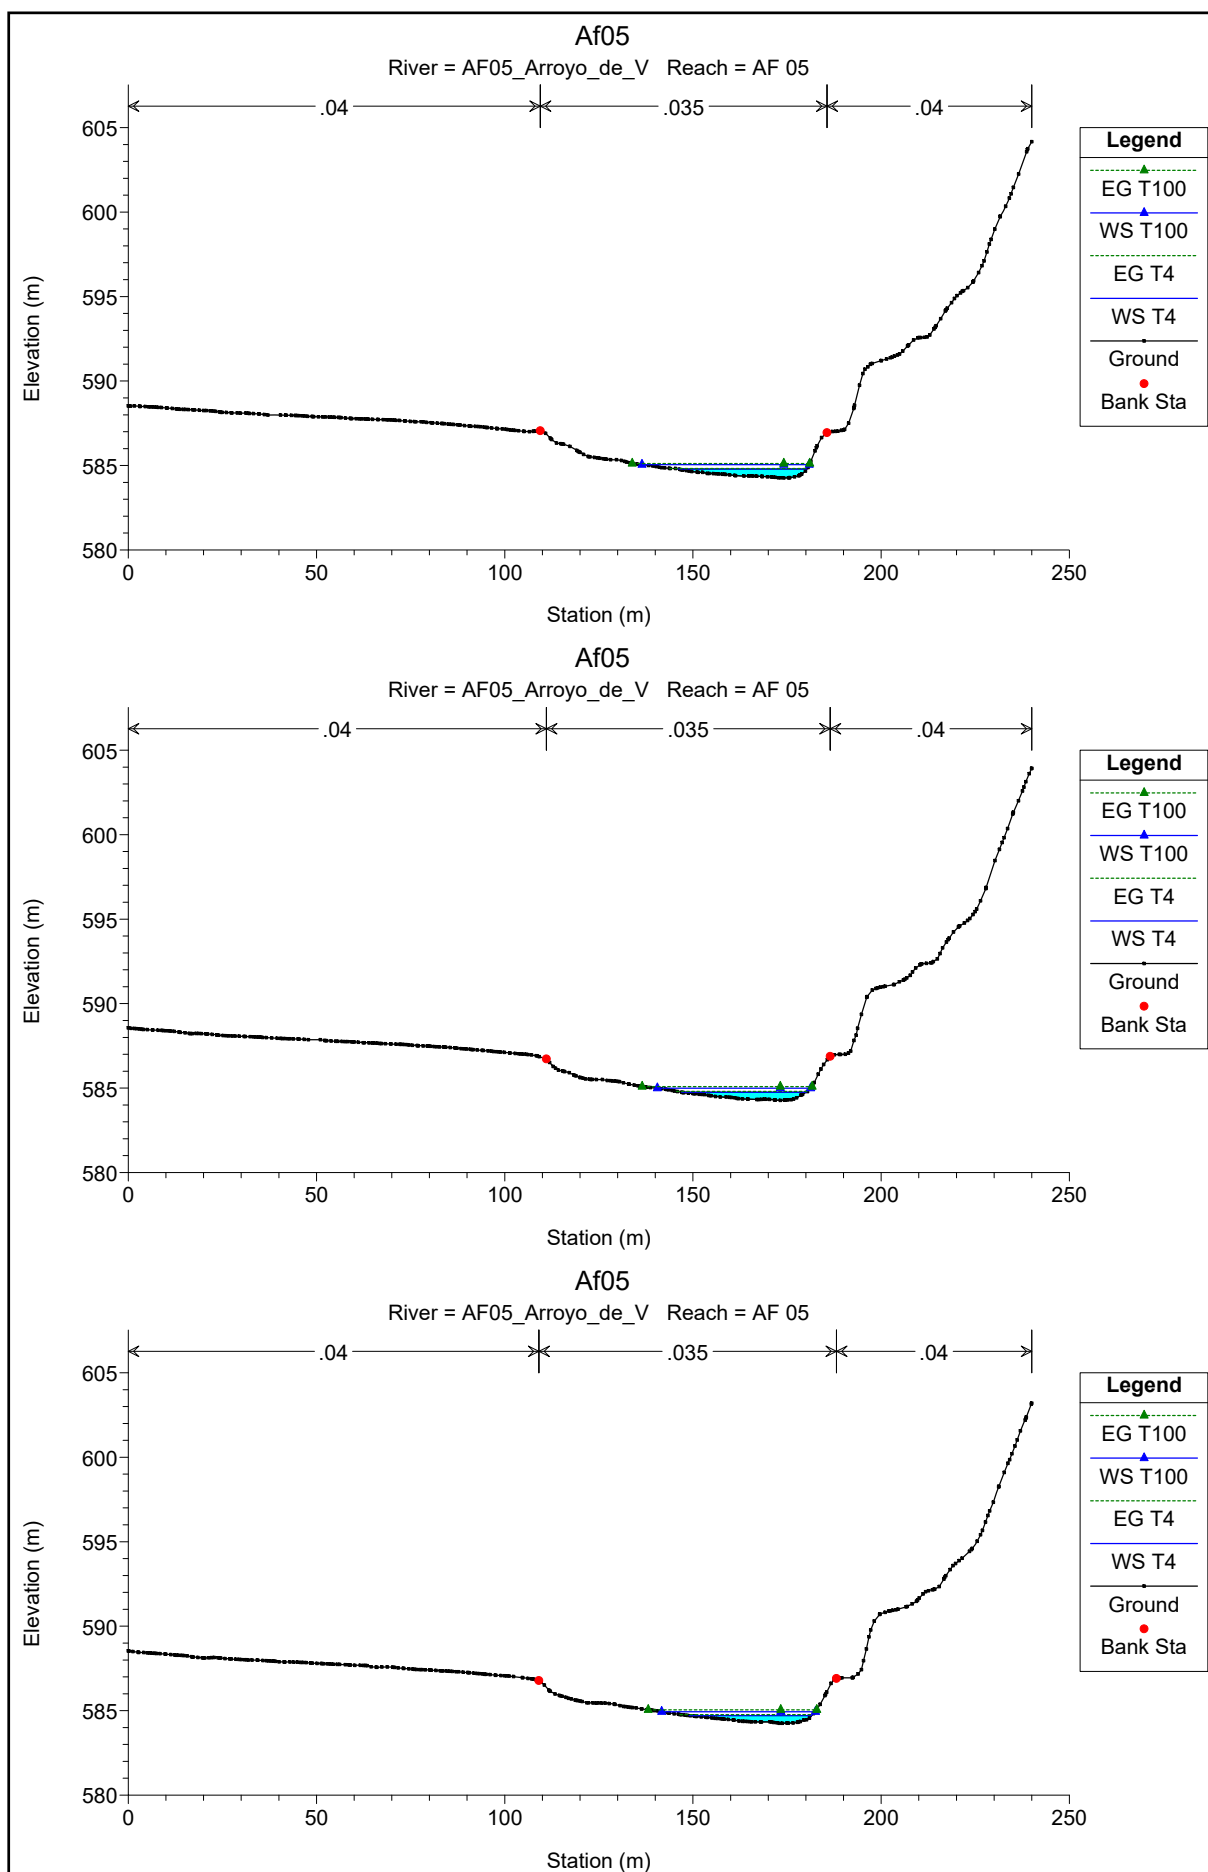 Af05
River = AF05_Arroyo_de_V   Reach = AF 05
.04
.035
.04
605
600
595
590
585
580
0
50
100
150
200
250
Elevation (m)
Station (m)
Legend
EG T100
WS T100
EG T4
WS T4
Ground
Bank Sta
Af05
River = AF05_Arroyo_de_V   Reach = AF 05
.04
.035
.04
605
600
595
590
585
580
0
50
100
150
200
250
Elevation (m)
Station (m)
Legend
EG T100
WS T100
EG T4
WS T4
Ground
Bank Sta
Af05
River = AF05_Arroyo_de_V   Reach = AF 05
.04
.035
.04
605
600
595
590
585
580
0
50
100
150
200
250
Elevation (m)
Station (m)
Legend
EG T100
WS T100
EG T4
WS T4
Ground
Bank Sta